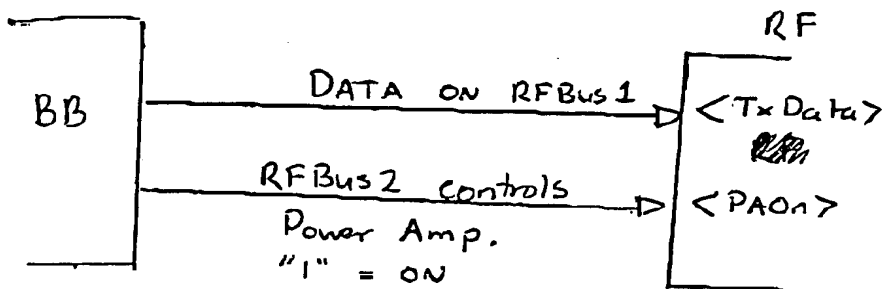 RF
DATA ON RFBus1
BB
<TxData>
RFBus2 controls
<PAOn>
Power Amp.
"1" = ON